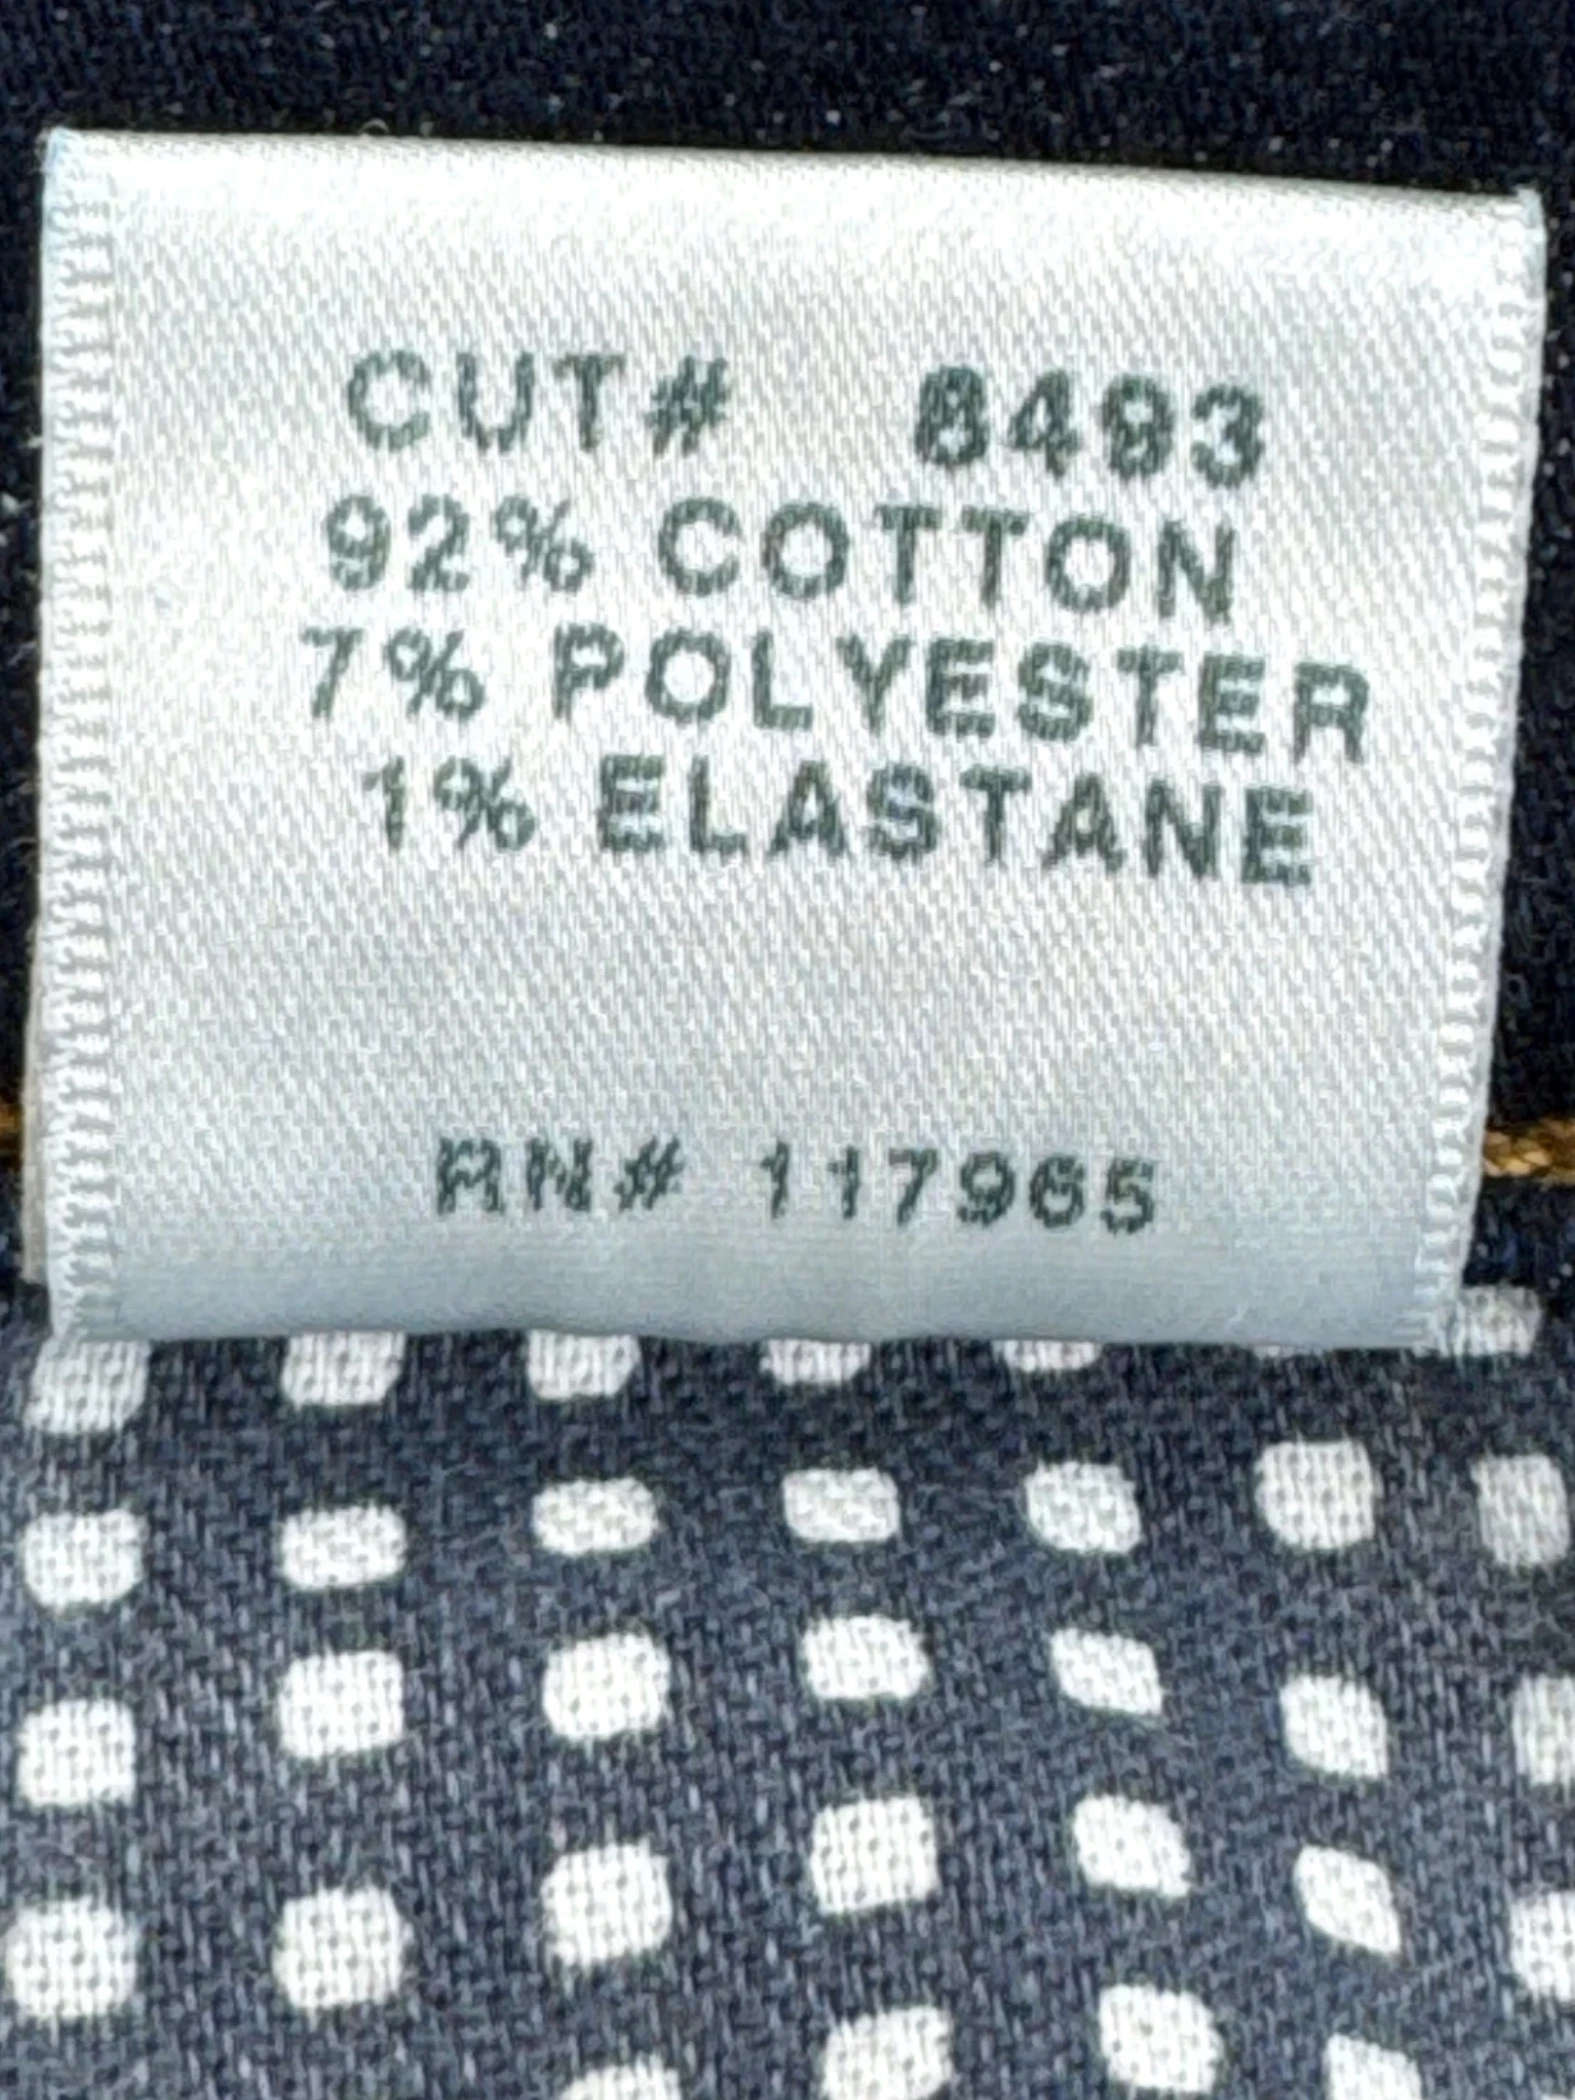 CUT# 8493
92% COTTON
7% POLYESTER
1% ELASTANE
RN# 117965